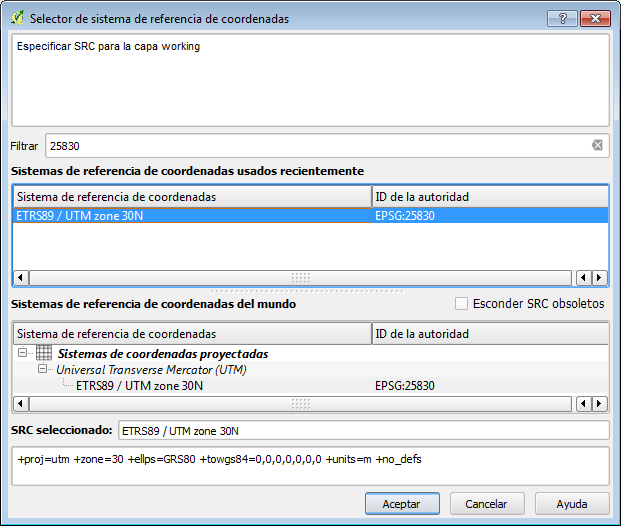 Selector de sistema de referencia de coordenadas
Especificar SRC para la capa working
Filtrar 25830
Sistemas de referencia de coordenadas usados recientemente
Sistema de referencia de coordenadas ID de la autoridad
ETRS89 / UTM zone 30N EPSG:25830
Sistemas de referencia de coordenadas del mundo Esconder SRC obsoletos
Sistema de referencia de coordenadas ID de la autoridad
Sistemas de coordenadas proyectadas
Universal Transverse Mercator (UTM)
ETRS89 / UTM zone 30N EPSG:25830
SRC seleccionado: ETRS89 / UTM zone 30N
+proj=utm +zone=30 +ellps=GRS80 +towgs84=0,0,0,0,0,0,0 +units=m +no_defs
Aceptar Cancelar Ayuda